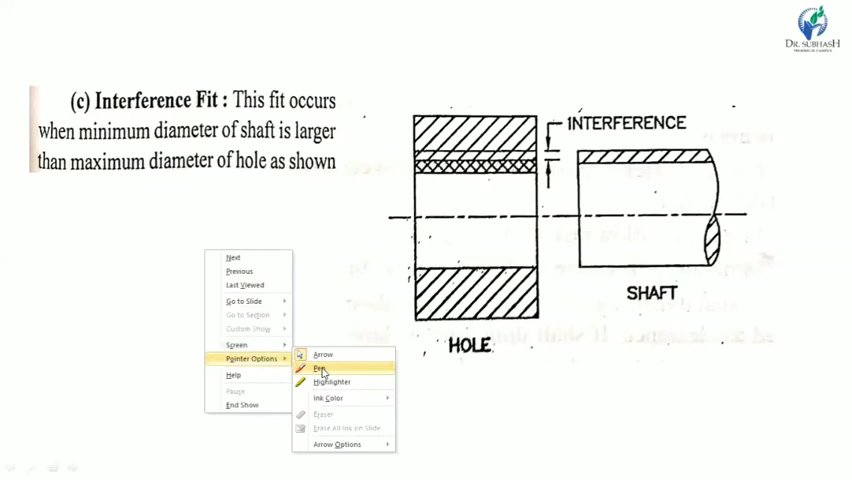 DR. SUBHASH
(c) Interference Fit : This fit occurs
when minimum diameter of shaft is larger
than maximum diameter of hole as shown
INTERFERENCE
SHAFT
HOLE
Next
Previous
Last Viewed
Go to Slide
Go to Section
Custom Show
Screen
Pointer Options
Help
Pause
End Show
Arrow
Pen
Highlighter
Ink Color
Eraser
Erase All Ink on Slide
Arrow Options